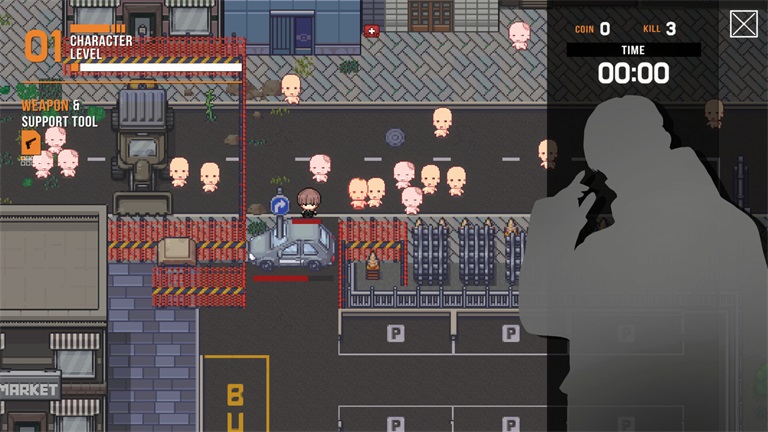 01 CHARACTER
LEVEL
WEAPON &
SUPPORT TOOL
COIN 0 KILL 3
TIME
00:00
MARKET
P P P
P P P
BU